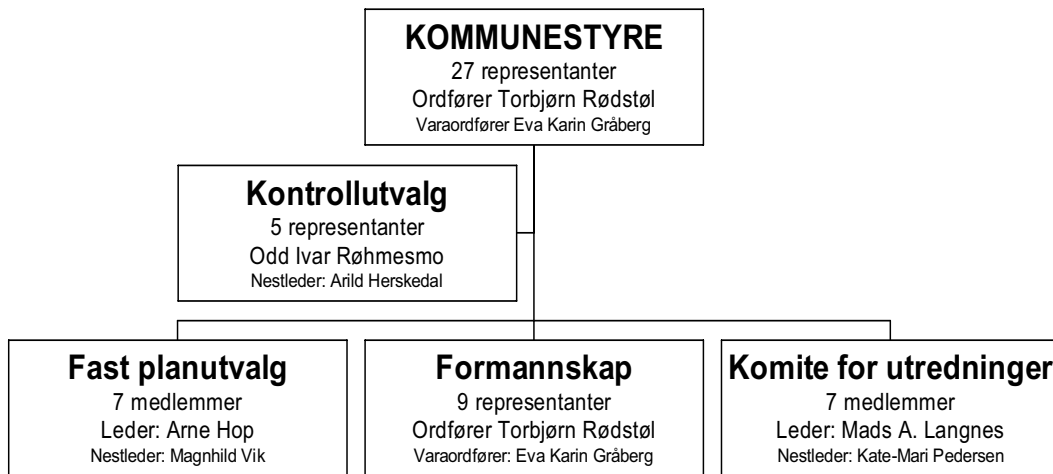 KOMMUNESTYRE
27 representanter
Ordfører Torbjørn Rødstøl
Varaordfører Eva Karin Gråberg
Kontrollutvalg
5 representanter
Odd Ivar Røhmesmo
Nestleder: Arild Herskedal
Fast planutvalg
7 medlemmer
Leder: Arne Hop
Nestleder: Magnhild Vik
Formannskap
9 representanter
Ordfører Torbjørn Rødstøl
Varaordfører: Eva Karin Gråberg
Komite for utredninger
7 medlemmer
Leder: Mads A. Langnes
Nestleder: Kate-Mari Pedersen